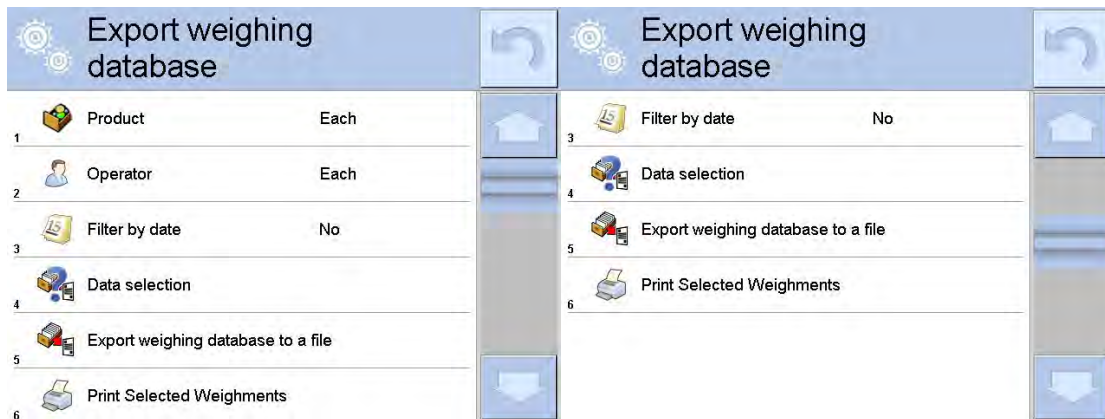 Export weighing
database
1 Product Each
2 Operator Each
15
3 Filter by date No
4 Data selection
5 Export weighing database to a file
6 Print Selected Weighments
Export weighing
database
15
3 Filter by date No
4 Data selection
5 Export weighing database to a file
6 Print Selected Weighments